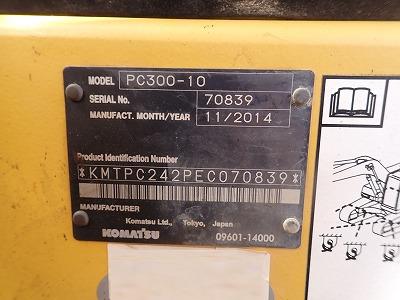 MODEL PC300-10
SERIAL No. 70839
MANUFACT. MONTH/YEAR 11/2014
Product Identification Number
*KMTPC242PEC070839*
MANUFACTURER
Komatsu Ltd., Tokyo, Japan
KOMATSU 09601-14000